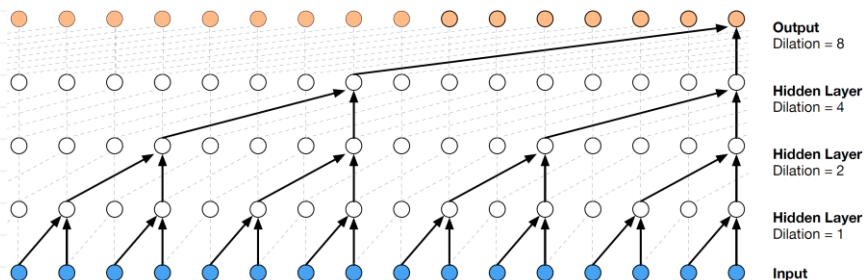 Output
Dilation = 8
Hidden Layer
Dilation = 4
Hidden Layer
Dilation = 2
Hidden Layer
Dilation = 1
Input